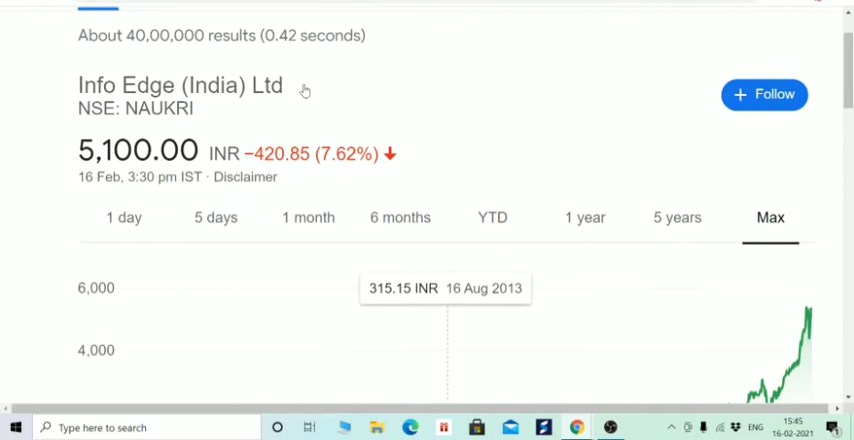 About 40,00,000 results (0.42 seconds)
Info Edge (India) Ltd
NSE: NAUKRI
+ Follow
5,100.00 INR −420.85 (7.62%) ↓
16 Feb, 3:30 pm IST · Disclaimer
1 day 5 days 1 month 6 months YTD 1 year 5 years Max
6,000
315.15 INR 16 Aug 2013
4,000
Type here to search
ENG
15:45
16-02-2021